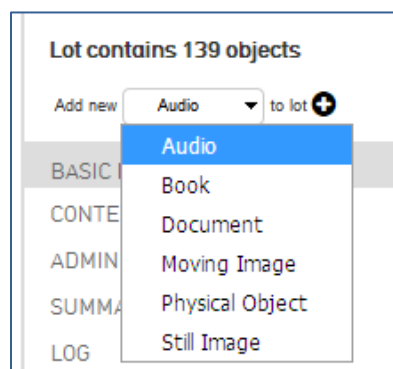 Lot contains 139 objects
Add new Audio to lot
Audio
BASIC
Book
CONTE
Document
ADMIN
Moving Image
SUMMA
Physical Object
LOG
Still Image